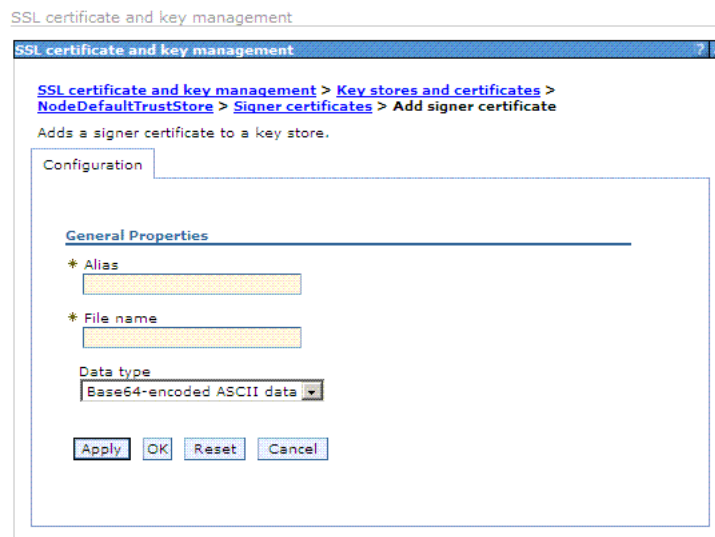 SSL certificate and key management
SSL certificate and key management ?
SSL certificate and key management > Key stores and certificates >
NodeDefaultTrustStore > Signer certificates > Add signer certificate
Adds a signer certificate to a key store.
Configuration
General Properties
* Alias
* File name
Data type
Base64-encoded ASCII data
Apply OK Reset Cancel